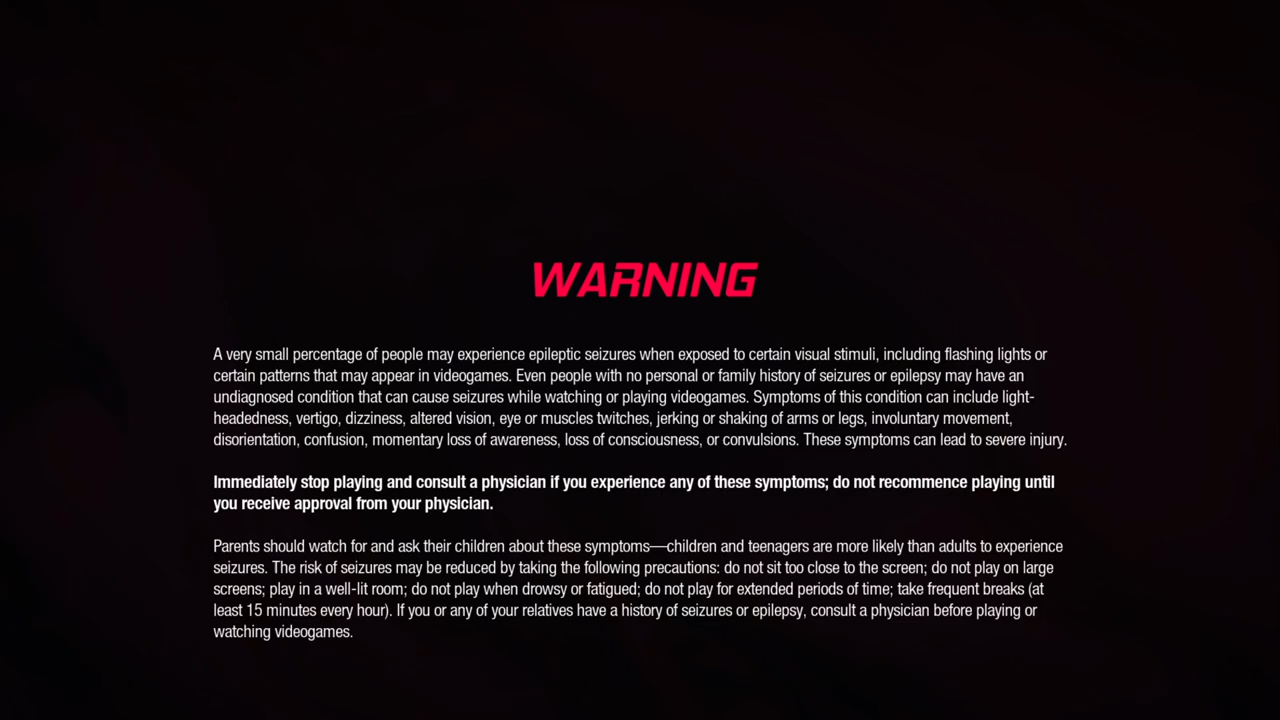 WARNING
A very small percentage of people may experience epileptic seizures when exposed to certain visual stimuli, including flashing lights or
certain patterns that may appear in videogames. Even people with no personal or family history of seizures or epilepsy may have an
undiagnosed condition that can cause seizures while watching or playing videogames. Symptoms of this condition can include light-
headedness, vertigo, dizziness, altered vision, eye or muscles twitches, jerking or shaking of arms or legs, involuntary movement,
disorientation, confusion, momentary loss of awareness, loss of consciousness, or convulsions. These symptoms can lead to severe injury.
Immediately stop playing and consult a physician if you experience any of these symptoms; do not recommence playing until
you receive approval from your physician.
Parents should watch for and ask their children about these symptoms—children and teenagers are more likely than adults to experience
seizures. The risk of seizures may be reduced by taking the following precautions: do not sit too close to the screen; do not play on large
screens; play in a well-lit room; do not play when drowsy or fatigued; do not play for extended periods of time; take frequent breaks (at
least 15 minutes every hour). If you or any of your relatives have a history of seizures or epilepsy, consult a physician before playing or
watching videogames.